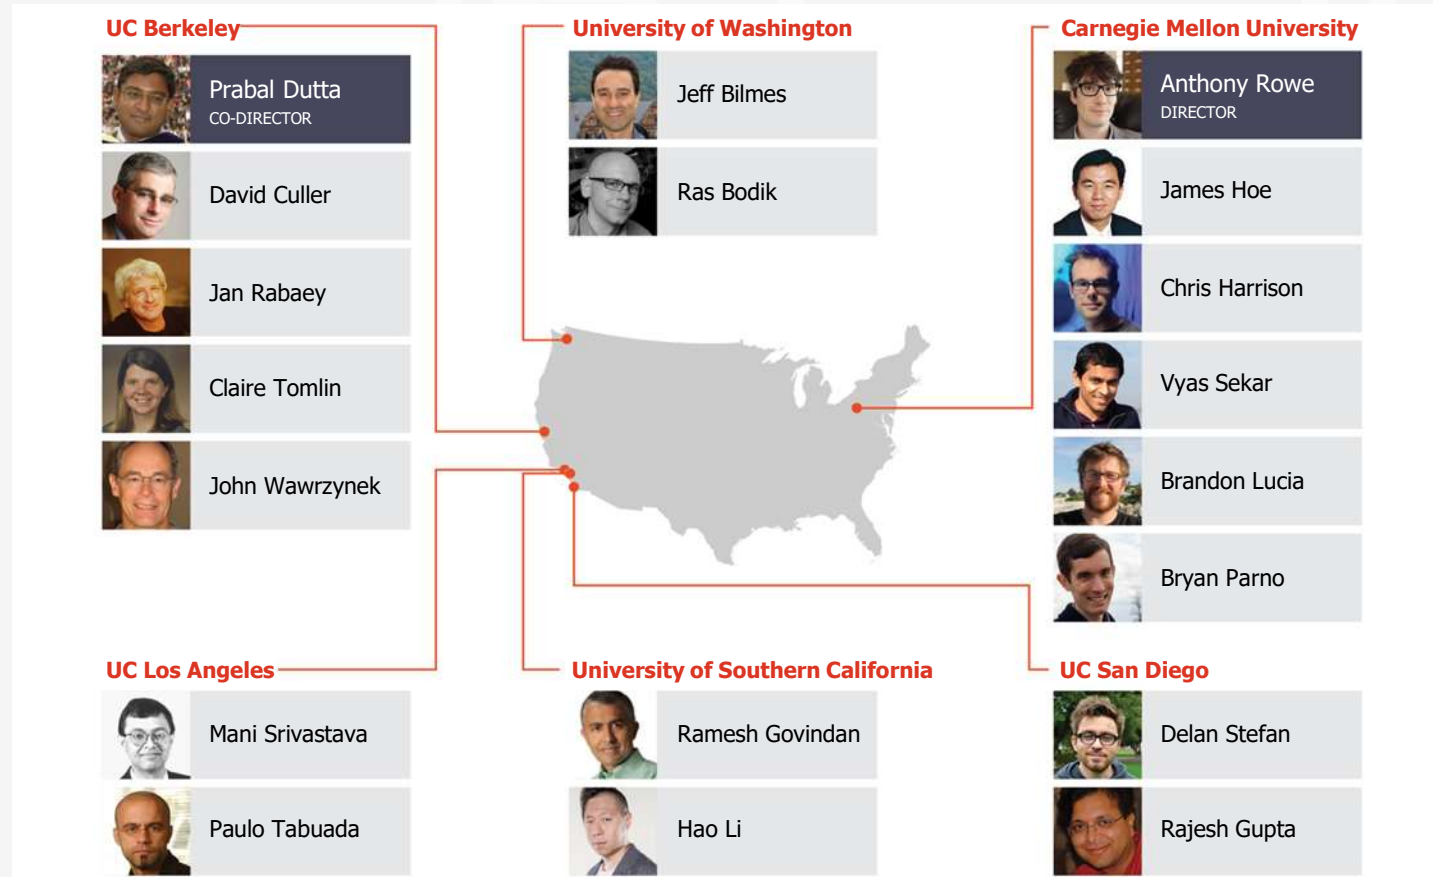 UC Berkeley
Prabal Dutta
CO-DIRECTOR
David Culler
Jan Rabaey
Claire Tomlin
John Wawrzynek
University of Washington
Jeff Bilmes
Ras Bodik
Carnegie Mellon University
Anthony Rowe
DIRECTOR
James Hoe
Chris Harrison
Vyas Sekar
Brandon Lucia
Bryan Parno
UC Los Angeles
Mani Srivastava
Paulo Tabuada
University of Southern California
Ramesh Govindan
Hao Li
UC San Diego
Delan Stefan
Rajesh Gupta